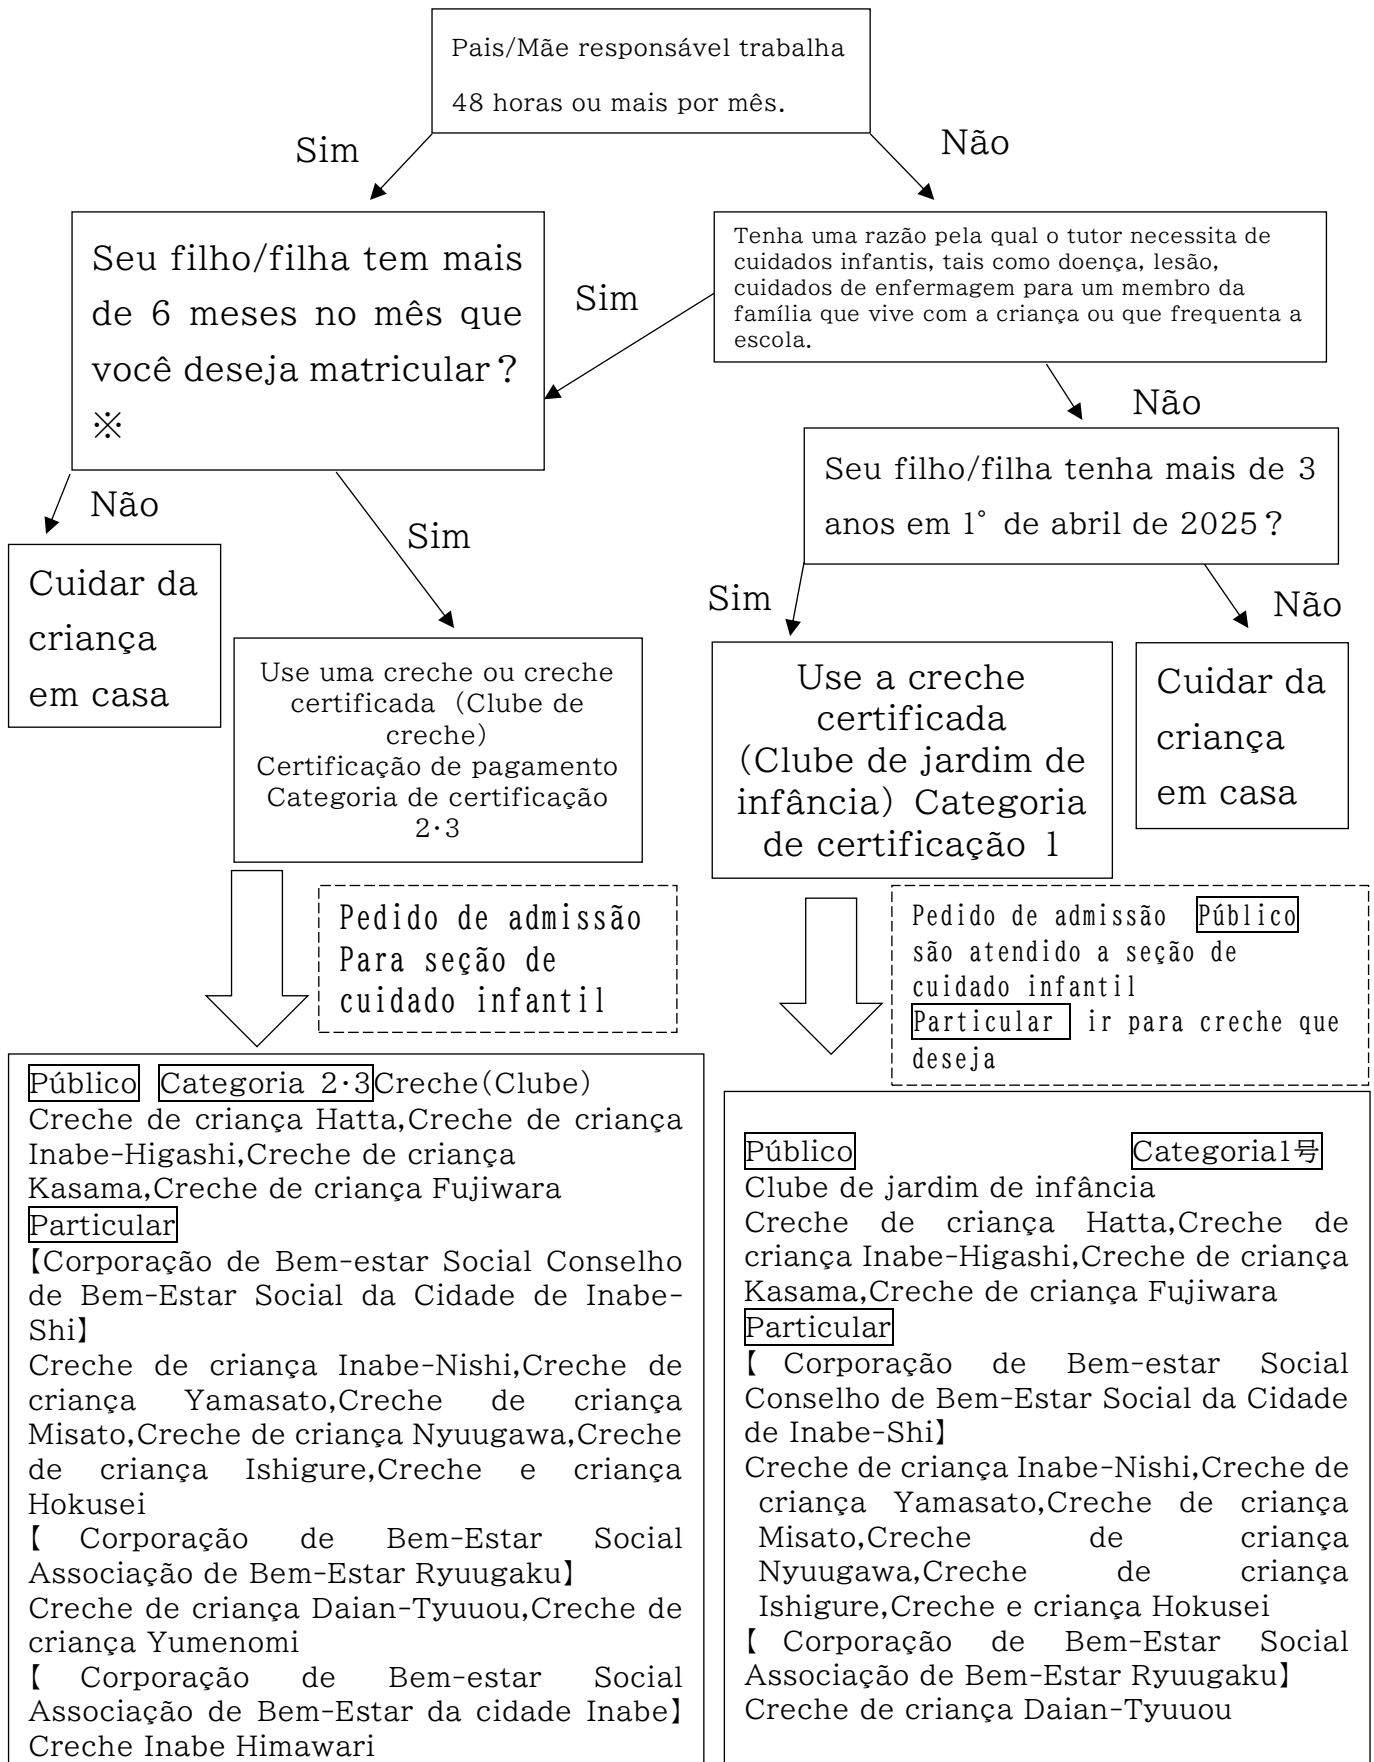 Pais/Mãe responsável trabalha
48 horas ou mais por mês.
Sim
Não
Seu filho/filha tem mais
de 6 meses no mês que
você deseja matricular？
※
Sim
Tenha uma razão pela qual o tutor necessita de
cuidados infantis, tais como doença, lesão,
cuidados de enfermagem para um membro da
família que vive com a criança ou que frequenta a
escola.
Não
Seu filho/filha tenha mais de 3
anos em 1° de abril de 2025？
Não
Sim
Sim
Não
Cuidar da
criança
em casa
Use uma creche ou creche
certificada（Clube de
creche）
Certificação de pagamento
Categoria de certificação
2・3
Use a creche
certificada
（Clube de jardim de
infância）Categoria
de certificação 1
Cuidar da
criança
em casa
Pedido de admissão
Para seção de
cuidado infantil
Pedido de admissão Público
são atendido a seção de
cuidado infantil
Particular ir para creche que
deseja
Público Categoria 2・3Creche(Clube)
Creche de criança Hatta,Creche de criança
Inabe-Higashi,Creche de criança
Kasama,Creche de criança Fujiwara
Particular
【Corporação de Bem-estar Social Conselho
de Bem-Estar Social da Cidade de Inabe-
Shi】
Creche de criança Inabe-Nishi,Creche de
criança Yamasato,Creche de criança
Misato,Creche de criança Nyuugawa,Creche
de criança Ishigure,Creche e criança
Hokusei
【 Corporação de Bem-Estar Social
Associação de Bem-Estar Ryuugaku】
Creche de criança Daian-Tyuuou,Creche de
criança Yumenomi
【 Corporação de Bem-estar Social
Associação de Bem-Estar da cidade Inabe】
Creche Inabe Himawari
Público Categoria1号
Clube de jardim de infância
Creche de criança Hatta,Creche de
criança Inabe-Higashi,Creche de criança
Kasama,Creche de criança Fujiwara
Particular
【 Corporação de Bem-estar Social
Conselho de Bem-Estar Social da Cidade
de Inabe-Shi】
Creche de criança Inabe-Nishi,Creche de
criança Yamasato,Creche de criança
Misato,Creche de criança
Nyuugawa,Creche de criança
Ishigure,Creche e criança Hokusei
【 Corporação de Bem-Estar Social
Associação de Bem-Estar Ryuugaku】
Creche de criança Daian-Tyuuou